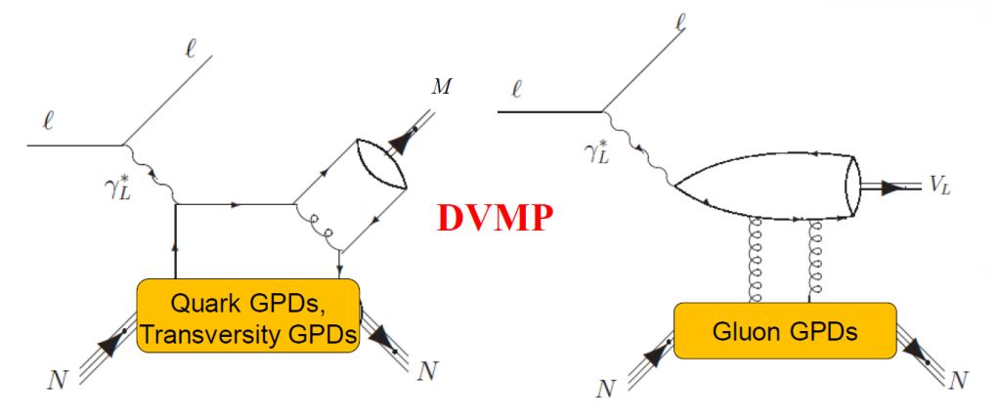 ℓ
ℓ
γ*L
M
Quark GPDs,
Transversity GPDs
N
N
DVMP
ℓ
γ*L
VL
Gluon GPDs
N
N